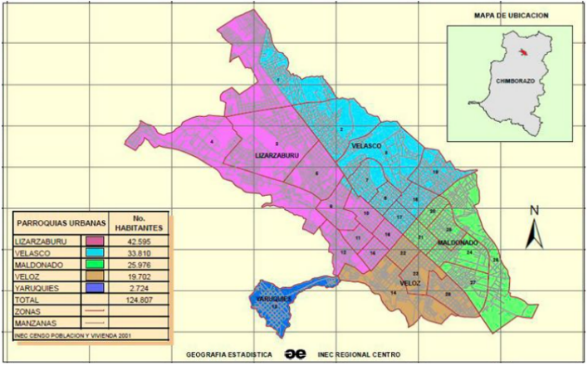 MAPA DE UBICACION
CHIMBORAZO
LIZARZABURU
VELASCO
MALDONADO
VELOZ
YARUQUIES
N
PARROQUIAS URBANAS No. HABITANTES
LIZARZABURU 42.595
VELASCO 33.810
MALDONADO 25.976
VELOZ 19.702
YARUQUIES 2.724
TOTAL 124.807
ZONAS
MANZANAS
INEC CENSO POBLACION Y VIVIENDA 2001
GEOGRAFIA ESTADISTICA INEC REGIONAL CENTRO